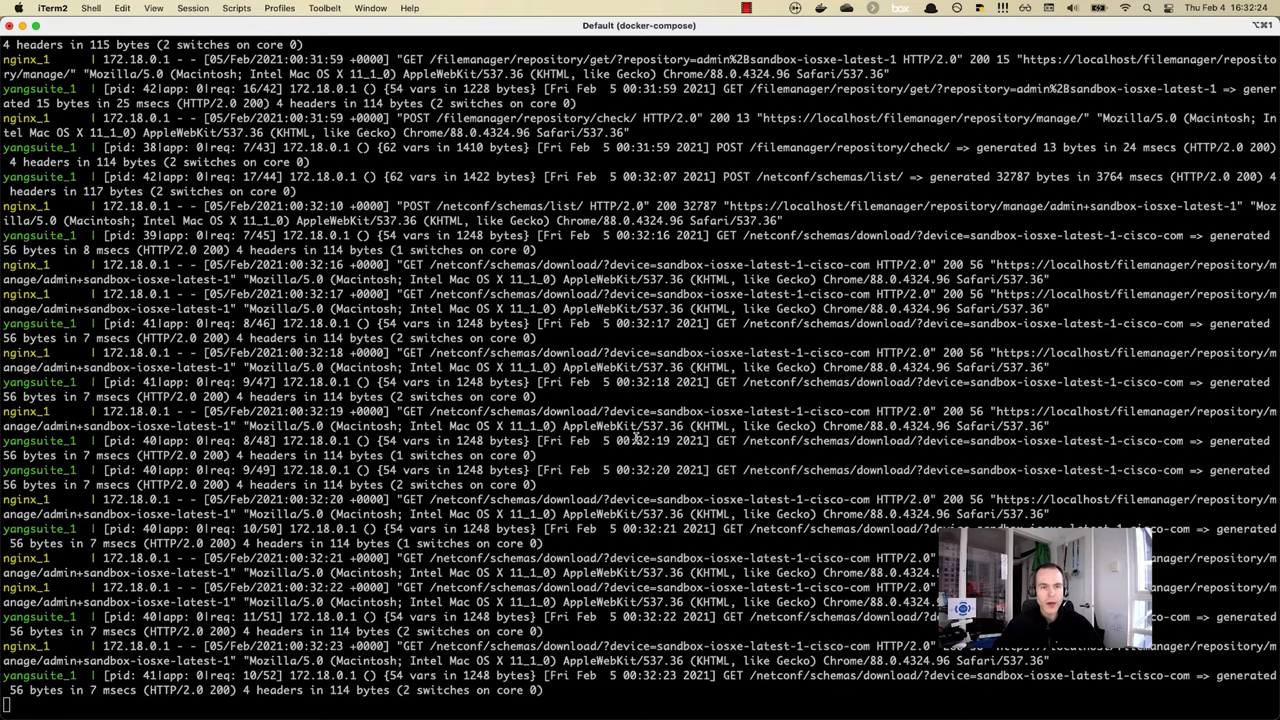 iTerm2 Shell Edit View Session Scripts Profiles Toolbelt Window Help box Thu Feb 4 16:32:24
Default (docker-compose) ⌥⌘1
4 headers in 115 bytes (2 switches on core 0)
nginx_1 | 172.18.0.1 - - [05/Feb/2021:00:31:59 +0000] "GET /filemanager/repository/get/?repository=admin%2Bsandbox-iosxe-latest-1 HTTP/2.0" 200 15 "https://localhost/filemanager/reposito
ry/manage/" "Mozilla/5.0 (Macintosh; Intel Mac OS X 11_1_0) AppleWebKit/537.36 (KHTML, like Gecko) Chrome/88.0.4324.96 Safari/537.36"
yangsuite_1 | [pid: 42|app: 0|req: 16/42] 172.18.0.1 () {54 vars in 1228 bytes} [Fri Feb 5 00:31:59 2021] GET /filemanager/repository/get/?repository=admin%2Bsandbox-iosxe-latest-1 => gener
ated 15 bytes in 25 msecs (HTTP/2.0 200) 4 headers in 114 bytes (2 switches on core 0)
nginx_1 | 172.18.0.1 - - [05/Feb/2021:00:31:59 +0000] "POST /filemanager/repository/check/ HTTP/2.0" 200 13 "https://localhost/filemanager/repository/manage/" "Mozilla/5.0 (Macintosh; In
tel Mac OS X 11_1_0) AppleWebKit/537.36 (KHTML, like Gecko) Chrome/88.0.4324.96 Safari/537.36"
yangsuite_1 | [pid: 38|app: 0|req: 7/43] 172.18.0.1 () {62 vars in 1410 bytes} [Fri Feb 5 00:31:59 2021] POST /filemanager/repository/check/ => generated 13 bytes in 24 msecs (HTTP/2.0 200)
4 headers in 114 bytes (2 switches on core 0)
yangsuite_1 | [pid: 42|app: 0|req: 17/44] 172.18.0.1 () {62 vars in 1422 bytes} [Fri Feb 5 00:32:07 2021] POST /netconf/schemas/list/ => generated 32787 bytes in 3764 msecs (HTTP/2.0 200) 4
headers in 117 bytes (2 switches on core 0)
nginx_1 | 172.18.0.1 - - [05/Feb/2021:00:32:10 +0000] "POST /netconf/schemas/list/ HTTP/2.0" 200 32787 "https://localhost/filemanager/repository/manage/admin+sandbox-iosxe-latest-1" "Moz
illa/5.0 (Macintosh; Intel Mac OS X 11_1_0) AppleWebKit/537.36 (KHTML, like Gecko) Chrome/88.0.4324.96 Safari/537.36"
yangsuite_1 | [pid: 39|app: 0|req: 7/45] 172.18.0.1 () {54 vars in 1248 bytes} [Fri Feb 5 00:32:16 2021] GET /netconf/schemas/download/?device=sandbox-iosxe-latest-1-cisco-com => generated
56 bytes in 8 msecs (HTTP/2.0 200) 4 headers in 114 bytes (1 switches on core 0)
nginx_1 | 172.18.0.1 - - [05/Feb/2021:00:32:16 +0000] "GET /netconf/schemas/download/?device=sandbox-iosxe-latest-1-cisco-com HTTP/2.0" 200 56 "https://localhost/filemanager/repository/m
anage/admin+sandbox-iosxe-latest-1" "Mozilla/5.0 (Macintosh; Intel Mac OS X 11_1_0) AppleWebKit/537.36 (KHTML, like Gecko) Chrome/88.0.4324.96 Safari/537.36"
nginx_1 | 172.18.0.1 - - [05/Feb/2021:00:32:17 +0000] "GET /netconf/schemas/download/?device=sandbox-iosxe-latest-1-cisco-com HTTP/2.0" 200 56 "https://localhost/filemanager/repository/m
anage/admin+sandbox-iosxe-latest-1" "Mozilla/5.0 (Macintosh; Intel Mac OS X 11_1_0) AppleWebKit/537.36 (KHTML, like Gecko) Chrome/88.0.4324.96 Safari/537.36"
yangsuite_1 | [pid: 41|app: 0|req: 8/46] 172.18.0.1 () {54 vars in 1248 bytes} [Fri Feb 5 00:32:17 2021] GET /netconf/schemas/download/?device=sandbox-iosxe-latest-1-cisco-com => generated
56 bytes in 7 msecs (HTTP/2.0 200) 4 headers in 114 bytes (2 switches on core 0)
nginx_1 | 172.18.0.1 - - [05/Feb/2021:00:32:18 +0000] "GET /netconf/schemas/download/?device=sandbox-iosxe-latest-1-cisco-com HTTP/2.0" 200 56 "https://localhost/filemanager/repository/m
anage/admin+sandbox-iosxe-latest-1" "Mozilla/5.0 (Macintosh; Intel Mac OS X 11_1_0) AppleWebKit/537.36 (KHTML, like Gecko) Chrome/88.0.4324.96 Safari/537.36"
yangsuite_1 | [pid: 41|app: 0|req: 9/47] 172.18.0.1 () {54 vars in 1248 bytes} [Fri Feb 5 00:32:18 2021] GET /netconf/schemas/download/?device=sandbox-iosxe-latest-1-cisco-com => generated
56 bytes in 7 msecs (HTTP/2.0 200) 4 headers in 114 bytes (2 switches on core 0)
nginx_1 | 172.18.0.1 - - [05/Feb/2021:00:32:19 +0000] "GET /netconf/schemas/download/?device=sandbox-iosxe-latest-1-cisco-com HTTP/2.0" 200 56 "https://localhost/filemanager/repository/m
anage/admin+sandbox-iosxe-latest-1" "Mozilla/5.0 (Macintosh; Intel Mac OS X 11_1_0) AppleWebKit/537.36 (KHTML, like Gecko) Chrome/88.0.4324.96 Safari/537.36"
yangsuite_1 | [pid: 40|app: 0|req: 8/48] 172.18.0.1 () {54 vars in 1248 bytes} [Fri Feb 5 00:32:19 2021] GET /netconf/schemas/download/?device=sandbox-iosxe-latest-1-cisco-com => generated
56 bytes in 7 msecs (HTTP/2.0 200) 4 headers in 114 bytes (1 switches on core 0)
yangsuite_1 | [pid: 40|app: 0|req: 9/49] 172.18.0.1 () {54 vars in 1248 bytes} [Fri Feb 5 00:32:20 2021] GET /netconf/schemas/download/?device=sandbox-iosxe-latest-1-cisco-com => generated
56 bytes in 7 msecs (HTTP/2.0 200) 4 headers in 114 bytes (2 switches on core 0)
nginx_1 | 172.18.0.1 - - [05/Feb/2021:00:32:20 +0000] "GET /netconf/schemas/download/?device=sandbox-iosxe-latest-1-cisco-com HTTP/2.0" 200 56 "https://localhost/filemanager/repository/m
anage/admin+sandbox-iosxe-latest-1" "Mozilla/5.0 (Macintosh; Intel Mac OS X 11_1_0) AppleWebKit/537.36 (KHTML, like Gecko) Chrome/88.0.4324.96 Safari/537.36"
yangsuite_1 | [pid: 40|app: 0|req: 10/50] 172.18.0.1 () {54 vars in 1248 bytes} [Fri Feb 5 00:32:21 2021] GET /netconf/schemas/download/?device=sandbox-iosxe-latest-1-cisco-com => generated
56 bytes in 7 msecs (HTTP/2.0 200) 4 headers in 114 bytes (1 switches on core 0)
nginx_1 | 172.18.0.1 - - [05/Feb/2021:00:32:21 +0000] "GET /netconf/schemas/download/?device=sandbox-iosxe-latest-1-cisco-com HTTP/2. emanager/repository/m
anage/admin+sandbox-iosxe-latest-1" "Mozilla/5.0 (Macintosh; Intel Mac OS X 11_1_0) AppleWebKit/537.36 (KHTML, like Gecko) Chrome/88.0.4324.
nginx_1 | 172.18.0.1 - - [05/Feb/2021:00:32:22 +0000] "GET /netconf/schemas/download/?device=sandbox-iosxe-latest-1-cisco-com HTTP/2. emanager/repository/m
anage/admin+sandbox-iosxe-latest-1" "Mozilla/5.0 (Macintosh; Intel Mac OS X 11_1_0) AppleWebKit/537.36 (KHTML, like Gecko) Chrome/88.0.4324.
yangsuite_1 | [pid: 40|app: 0|req: 11/51] 172.18.0.1 () {54 vars in 1248 bytes} [Fri Feb 5 00:32:22 2021] GET /netconf/schemas/download/?dev -com => generated
56 bytes in 7 msecs (HTTP/2.0 200) 4 headers in 114 bytes (2 switches on core 0)
nginx_1 | 172.18.0.1 - - [05/Feb/2021:00:32:23 +0000] "GET /netconf/schemas/download/?device=sandbox-iosxe-latest-1-cisco-com HTTP/2.0" 200 56 "https://localhost/filemanager/repository/m
anage/admin+sandbox-iosxe-latest-1" "Mozilla/5.0 (Macintosh; Intel Mac OS X 11_1_0) AppleWebKit/537.36 (KHTML, like Gecko) Chrome/88.0.4324.96 Safari/537.36"
yangsuite_1 | [pid: 41|app: 0|req: 10/52] 172.18.0.1 () {54 vars in 1248 bytes} [Fri Feb 5 00:32:23 2021] GET /netconf/schemas/download/?device=sandbox-iosxe-latest-1-cisco-com => generated
56 bytes in 7 msecs (HTTP/2.0 200) 4 headers in 114 bytes (2 switches on core 0)